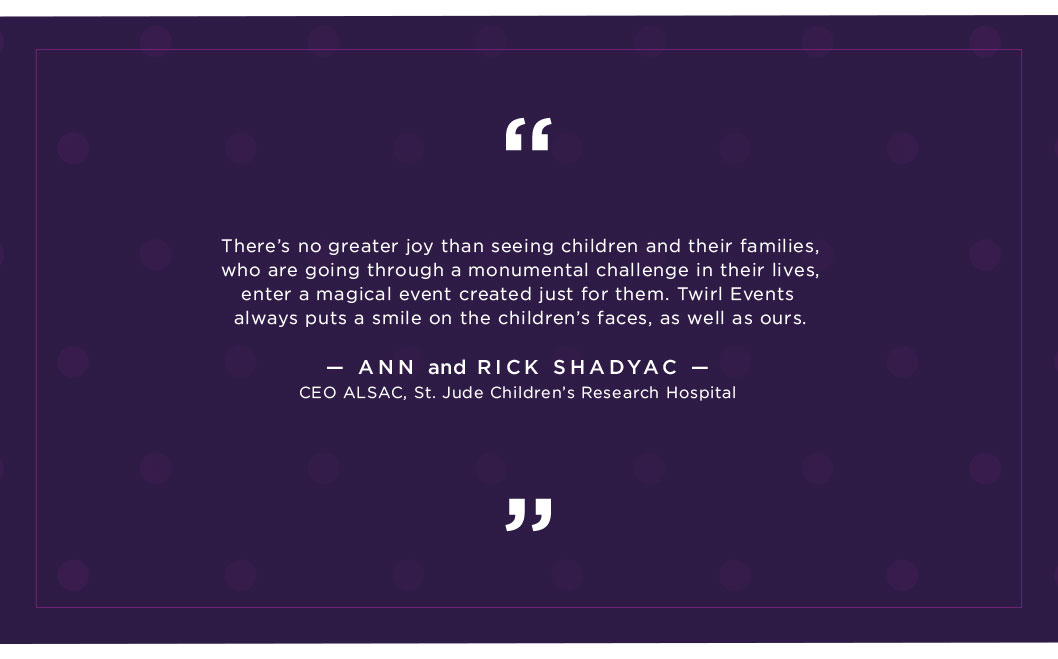 “
There’s no greater joy than seeing children and their families,
who are going through a monumental challenge in their lives,
enter a magical event created just for them. Twirl Events
always puts a smile on the children’s faces, as well as ours.
— ANN and RICK SHADYAC —
CEO ALSAC, St. Jude Children’s Research Hospital
”